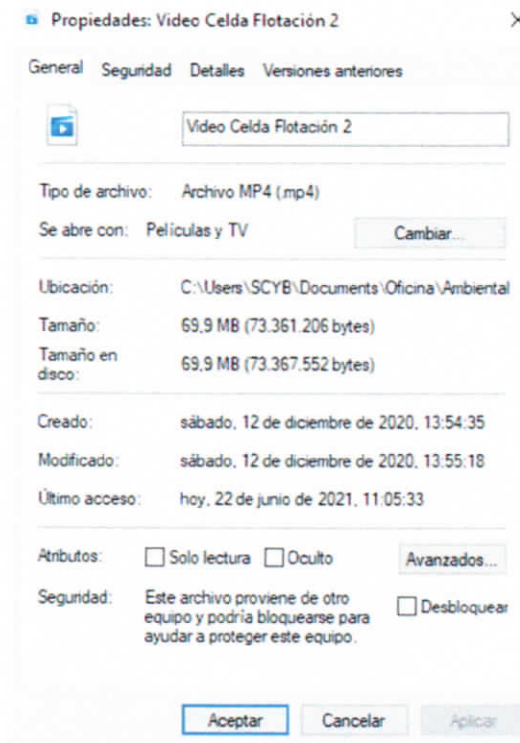 Propiedades: Video Celda Flotación 2
General Seguridad Detalles Versiones anteriores
Video Celda Flotación 2
Tipo de archivo: Archivo MP4 (.mp4)
Se abre con: Películas y TV Cambiar...
Ubicación: C:\Users\SCYB\Documents\Oficina\Ambiental
Tamaño: 69,9 MB (73.361.206 bytes)
Tamaño en
disco: 69,9 MB (73.367.552 bytes)
Creado: sábado, 12 de diciembre de 2020, 13:54:35
Modificado: sábado, 12 de diciembre de 2020, 13:55:18
Último acceso: hoy, 22 de junio de 2021, 11:05:33
Atributos: Solo lectura Oculto Avanzados...
Seguridad: Este archivo proviene de otro
equipo y podría bloquearse para
ayudar a proteger este equipo. Desbloquear
Aceptar Cancelar Aplicar